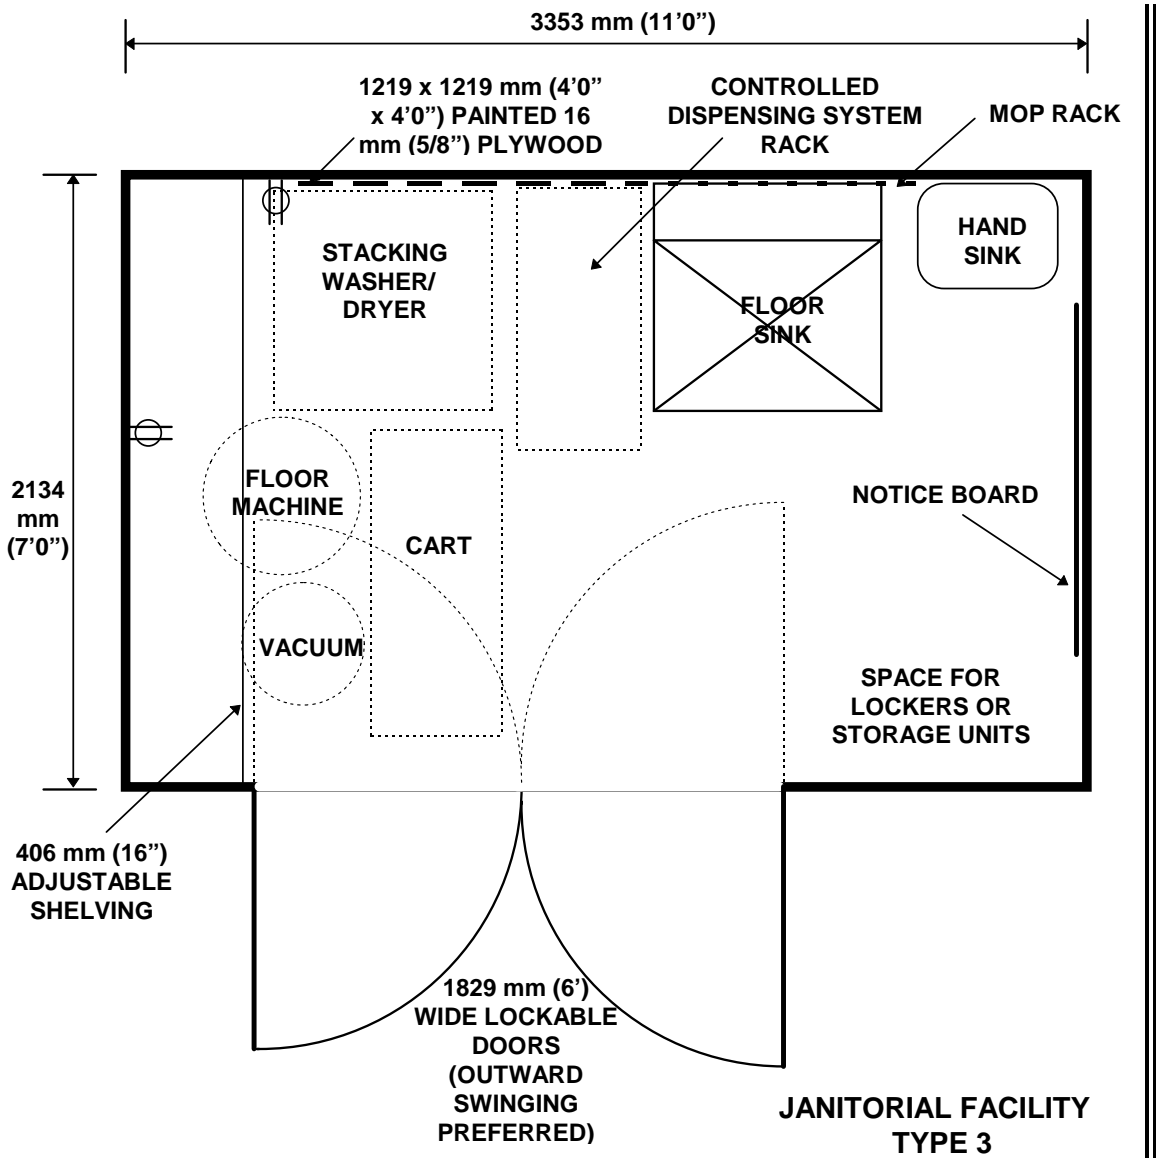 3353 mm (11’0”)
1219 x 1219 mm (4’0”
x 4’0”) PAINTED 16
mm (5/8”) PLYWOOD
CONTROLLED
DISPENSING SYSTEM
RACK
MOP RACK
STACKING
WASHER/
DRYER
HAND
SINK
FLOOR
SINK
2134
mm
(7’0”)
FLOOR
MACHINE
CART
NOTICE BOARD
VACUUM
SPACE FOR
LOCKERS OR
STORAGE UNITS
406 mm (16”)
ADJUSTABLE
SHELVING
1829 mm (6’)
WIDE LOCKABLE
DOORS
(OUTWARD
SWINGING
PREFERRED)
JANITORIAL FACILITY
TYPE 3